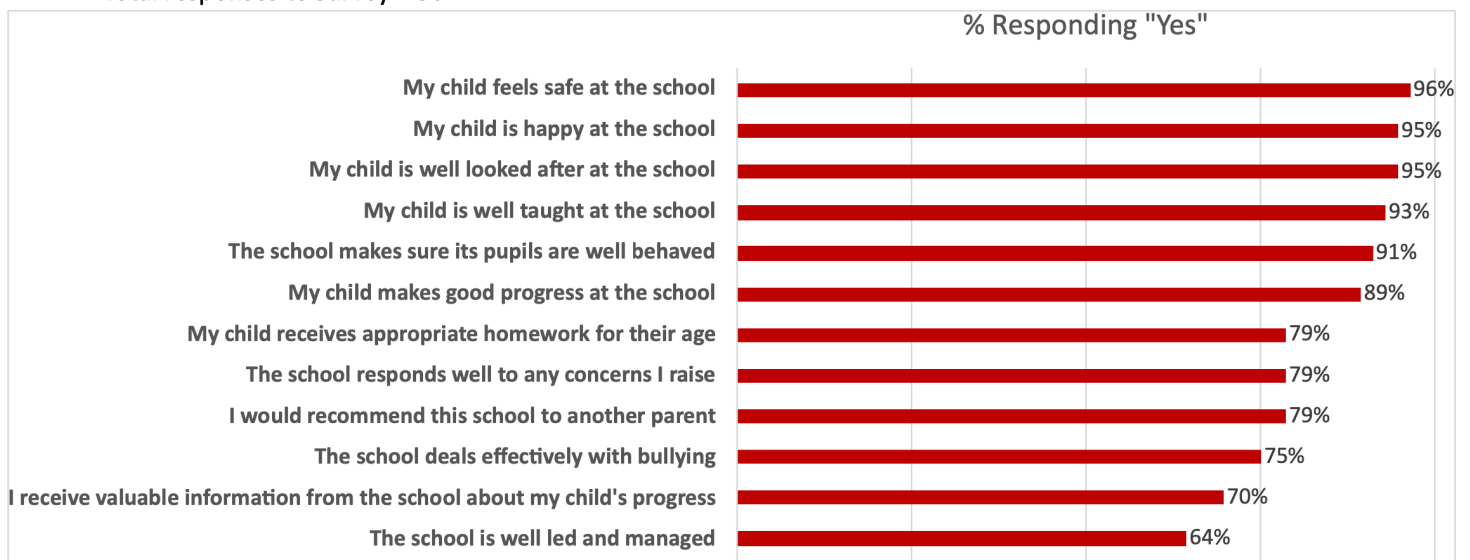 % Responding "Yes"
My child feels safe at the school 96%
My child is happy at the school 95%
My child is well looked after at the school 95%
My child is well taught at the school 93%
The school makes sure its pupils are well behaved 91%
My child makes good progress at the school 89%
My child receives appropriate homework for their age 79%
The school responds well to any concerns I raise 79%
I would recommend this school to another parent 79%
The school deals effectively with bullying 75%
I receive valuable information from the school about my child's progress 70%
The school is well led and managed 64%